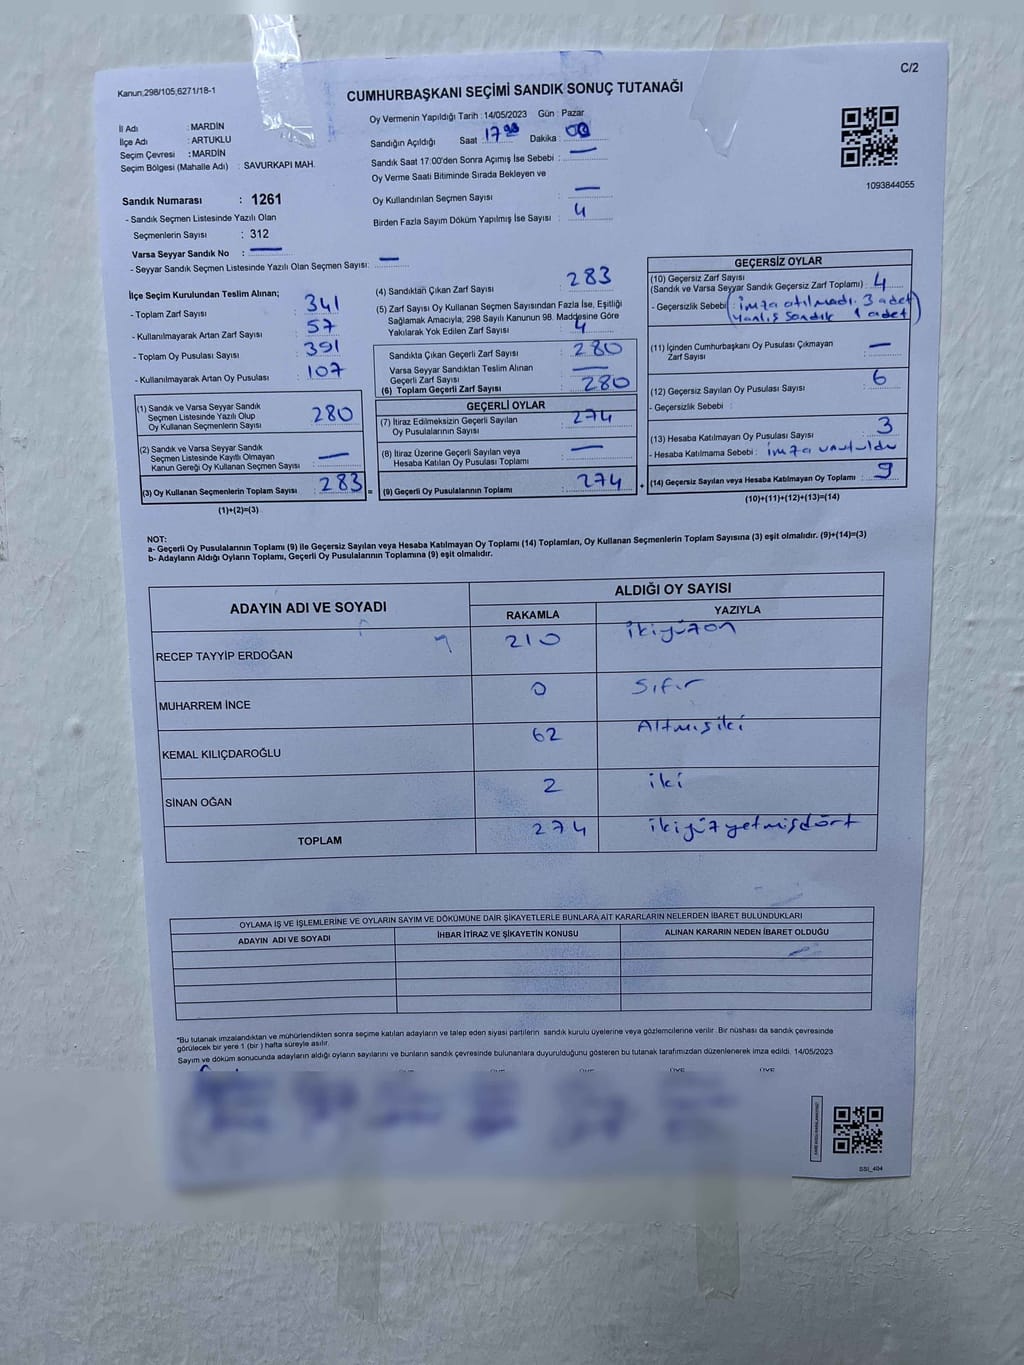 C/2
Kanun:298/105,6271/18-1
CUMHURBAŞKANI SEÇİMİ SANDIK SONUÇ TUTANAĞI
İl Adı : MARDİN
İlçe Adı : ARTUKLU
Seçim Çevresi : MARDİN
Seçim Bölgesi (Mahalle Adı) : SAVURKAPI MAH.
Sandık Numarası : 1261
- Sandık Seçmen Listesinde Yazılı Olan
Seçmenlerin Sayısı : 312
Varsa Seyyar Sandık No : —
- Seyyar Sandık Seçmen Listesinde Yazılı Olan Seçmen Sayısı: —
Oy Vermenin Yapıldığı Tarih : 14/05/2023 Gün : Pazar
Sandığın Açıldığı Saat 17 00 Dakika : 00
Sandık Saat 17:00'den Sonra Açımış İse Sebebi : —
Oy Verme Saati Bitiminde Sırada Bekleyen ve
Oy Kullandırılan Seçmen Sayısı : —
Birden Fazla Sayım Döküm Yapılmış İse Sayısı : 4
1093844055
İlçe Seçim Kurulundan Teslim Alınan;
- Toplam Zarf Sayısı : 341
- Kullanılmayarak Artan Zarf Sayısı : 57
- Toplam Oy Pusulası Sayısı : 391
- Kullanılmayarak Artan Oy Pusulası : 107
(1) Sandık ve Varsa Seyyar Sandık
Seçmen Listesinde Yazılı Olup
Oy Kullanan Seçmenlerin Sayısı : 280
(2) Sandık ve Varsa Seyyar Sandık
Seçmen Listesinde Kayıtlı Olmayan
Kanun Gereği Oy Kullanan Seçmen Sayısı : —
(3) Oy Kullanan Seçmenlerin Toplam Sayısı : 283 =
(1)+(2)=(3)
(4) Sandıktan Çıkan Zarf Sayısı : 283
(5) Zarf Sayısı Oy Kullanan Seçmen Sayısından Fazla İse, Eşitliği
Sağlamak Amacıyla; 298 Sayılı Kanunun 98. Maddesine Göre
Yakılarak Yok Edilen Zarf Sayısı : 4
Sandıkta Çıkan Geçerli Zarf Sayısı : 280
Varsa Seyyar Sandıktan Teslim Alınan
Geçerli Zarf Sayısı : —
(6) Toplam Geçerli Zarf Sayısı : 280
GEÇERLİ OYLAR
(7) İtiraz Edilmeksizin Geçerli Sayılan
Oy Pusulalarının Sayısı : 274
(8) İtiraz Üzerine Geçerli Sayılan veya
Hesaba Katılan Oy Pusulası Toplamı : —
(9) Geçerli Oy Pusulalarının Toplamı : 274 +
GEÇERSİZ OYLAR
(10) Geçersiz Zarf Sayısı
(Sandık ve Varsa Seyyar Sandık Geçersiz Zarf Toplamı) : 4
- Geçersizlik Sebebi : (imza atılmadı. 3 adet
yanlış sandık 1 adet)
(11) İçinden Cumhurbaşkanı Oy Pusulası Çıkmayan
Zarf Sayısı : —
(12) Geçersiz Sayılan Oy Pusulası Sayısı : 6
- Geçersizlik Sebebi :
(13) Hesaba Katılmayan Oy Pusulası Sayısı : 3
- Hesaba Katılmama Sebebi : imza unutuldu
(14) Geçersiz Sayılan veya Hesaba Katılmayan Oy Toplamı : 9
(10)+(11)+(12)+(13)=(14)
NOT:
a- Geçerli Oy Pusulalarının Toplamı (9) ile Geçersiz Sayılan veya Hesaba Katılmayan Oy Toplamı (14) Toplamları, Oy Kullanan Seçmenlerin Toplam Sayısına (3) eşit olmalıdır. (9)+(14)=(3)
b- Adayların Aldığı Oyların Toplamı, Geçerli Oy Pusulalarının Toplamına (9) eşit olmalıdır.
ADAYIN ADI VE SOYADI ALDIĞI OY SAYISI
RAKAMLA YAZIYLA
RECEP TAYYİP ERDOĞAN 210 ikiyüzon
MUHARREM İNCE 0 Sıfır
KEMAL KILIÇDAROĞLU 62 Altmışiki
SİNAN OĞAN 2 iki
TOPLAM 274 ikiyüzyetmişdört
OYLAMA İŞ VE İŞLEMLERİNE VE OYLARIN SAYIM VE DÖKÜMÜNE DAİR ŞİKAYETLERLE BUNLARA AİT KARARLARIN NELERDEN İBARET BULUNDUKLARI
ADAYIN ADI VE SOYADI İHBAR İTİRAZ VE ŞİKAYETİN KONUSU ALINAN KARARIN NEDEN İBARET OLDUĞU
*Bu tutanak imzalandıktan ve mühürlendikten sonra seçime katılan adayların ve talep eden siyasi partilerin sandık kurulu üyelerine veya gözlemcilerine verilir. Bir nüshası da sandık çevresinde
görülecek bir yere 1 (bir ) hafta süreyle asılır.
Sayım ve döküm sonucunda adayların aldığı oyların sayılarını ve bunların sandık çevresinde bulunanlara duyurulduğunu gösteren bu tutanak tarafımızdan düzenlenerek imza edildi. 14/05/2023
SSI_404